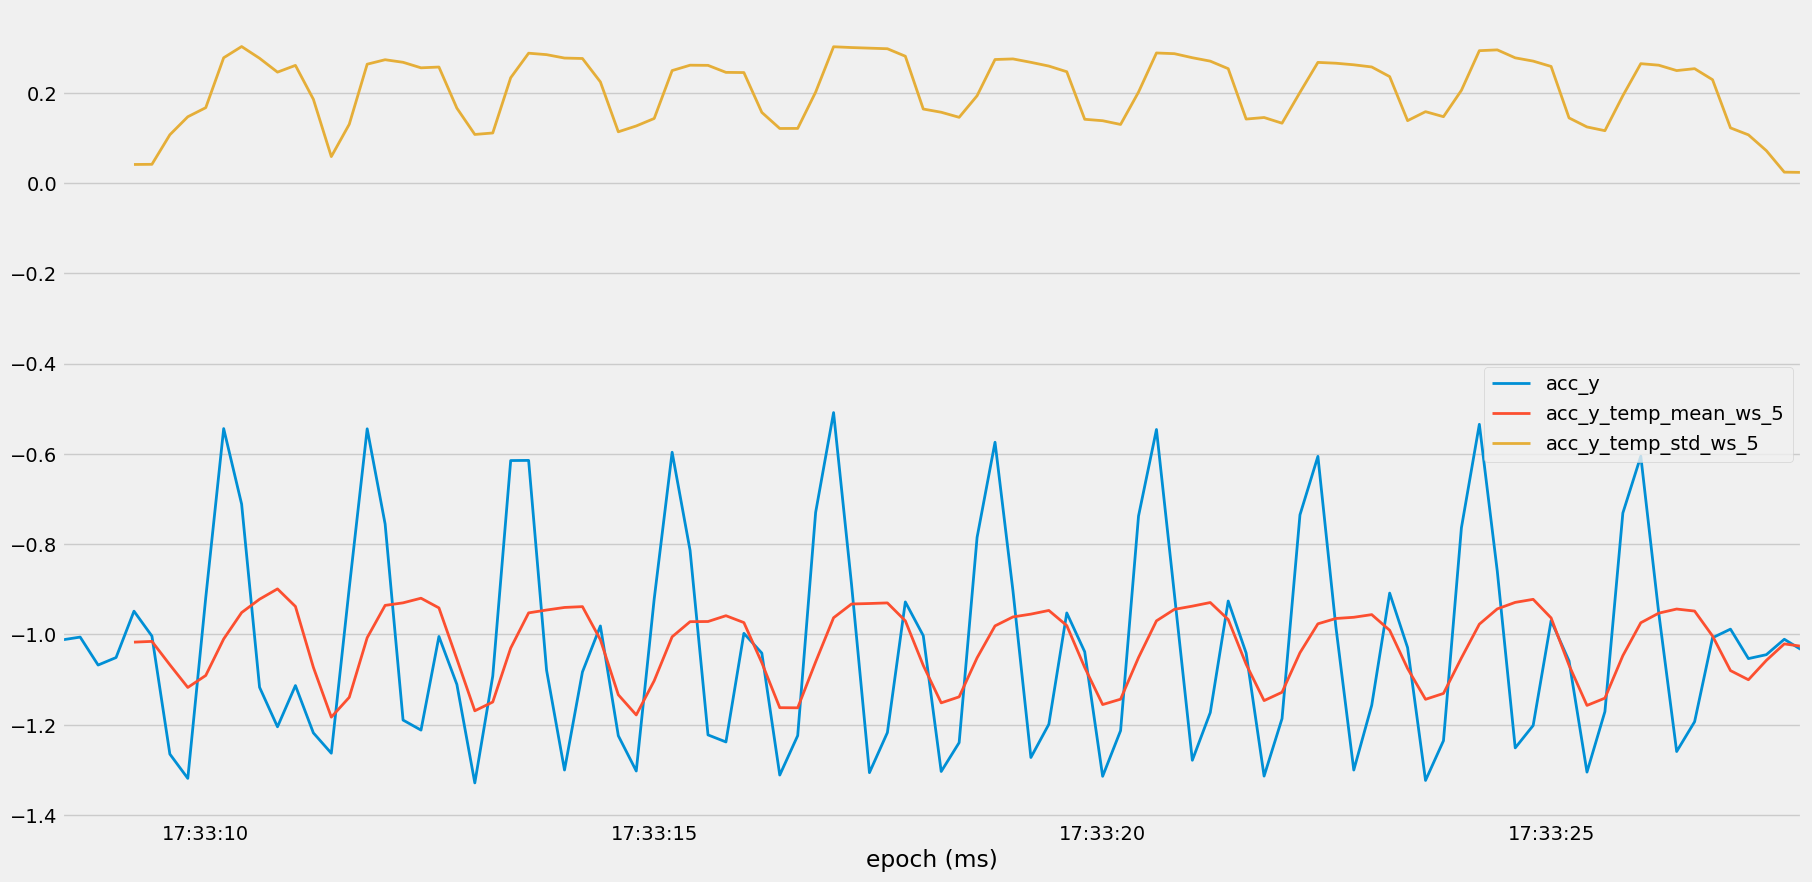 0.2
0.0
−0.2
−0.4
acc_y
acc_y_temp_mean_ws_5
acc_y_temp_std_ws_5
−0.6
−0.8
−1.0
−1.2
−1.4
17:33:10 17:33:15 17:33:20 17:33:25
epoch (ms)